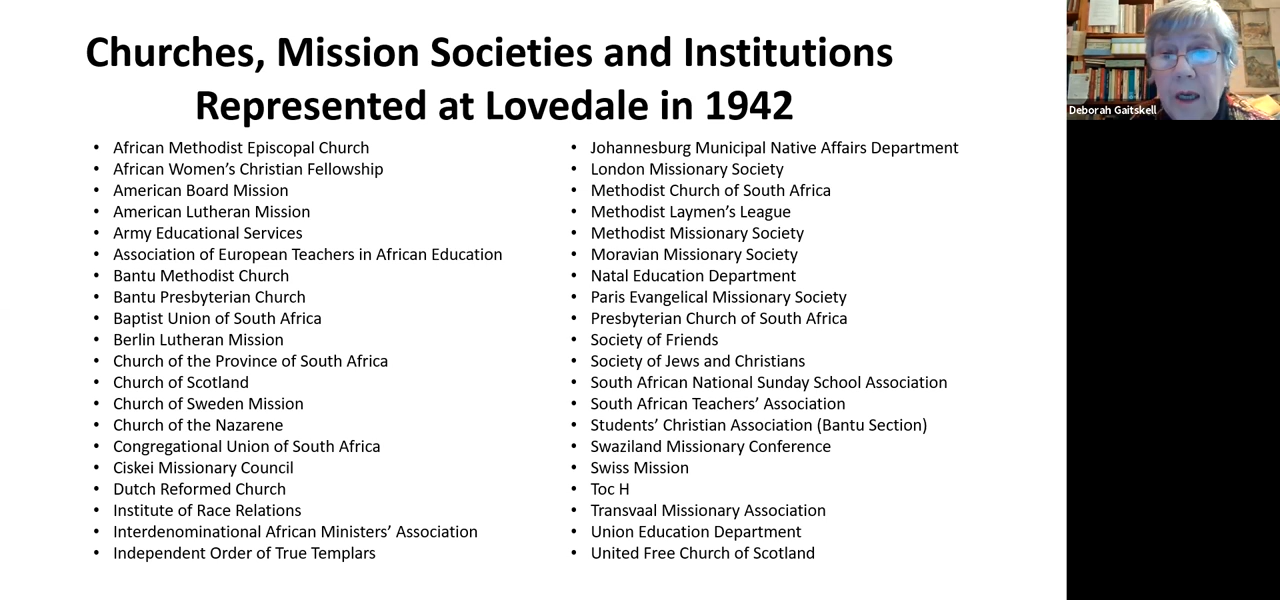 Churches, Mission Societies and Institutions
Represented at Lovedale in 1942
• African Methodist Episcopal Church
• African Women’s Christian Fellowship
• American Board Mission
• American Lutheran Mission
• Army Educational Services
• Association of European Teachers in African Education
• Bantu Methodist Church
• Bantu Presbyterian Church
• Baptist Union of South Africa
• Berlin Lutheran Mission
• Church of the Province of South Africa
• Church of Scotland
• Church of Sweden Mission
• Church of the Nazarene
• Congregational Union of South Africa
• Ciskei Missionary Council
• Dutch Reformed Church
• Institute of Race Relations
• Interdenominational African Ministers’ Association
• Independent Order of True Templars
• Johannesburg Municipal Native Affairs Department
• London Missionary Society
• Methodist Church of South Africa
• Methodist Laymen’s League
• Methodist Missionary Society
• Moravian Missionary Society
• Natal Education Department
• Paris Evangelical Missionary Society
• Presbyterian Church of South Africa
• Society of Friends
• Society of Jews and Christians
• South African National Sunday School Association
• South African Teachers’ Association
• Students’ Christian Association (Bantu Section)
• Swaziland Missionary Conference
• Swiss Mission
• Toc H
• Transvaal Missionary Association
• Union Education Department
• United Free Church of Scotland
Deborah Gaitskell